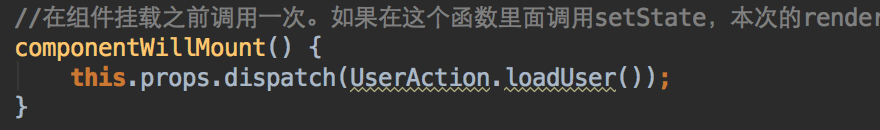 //在组件挂载之前调用一次。如果在这个函数里面调用setState，本次的render
componentWillMount() {
    this.props.dispatch(UserAction.loadUser());
}